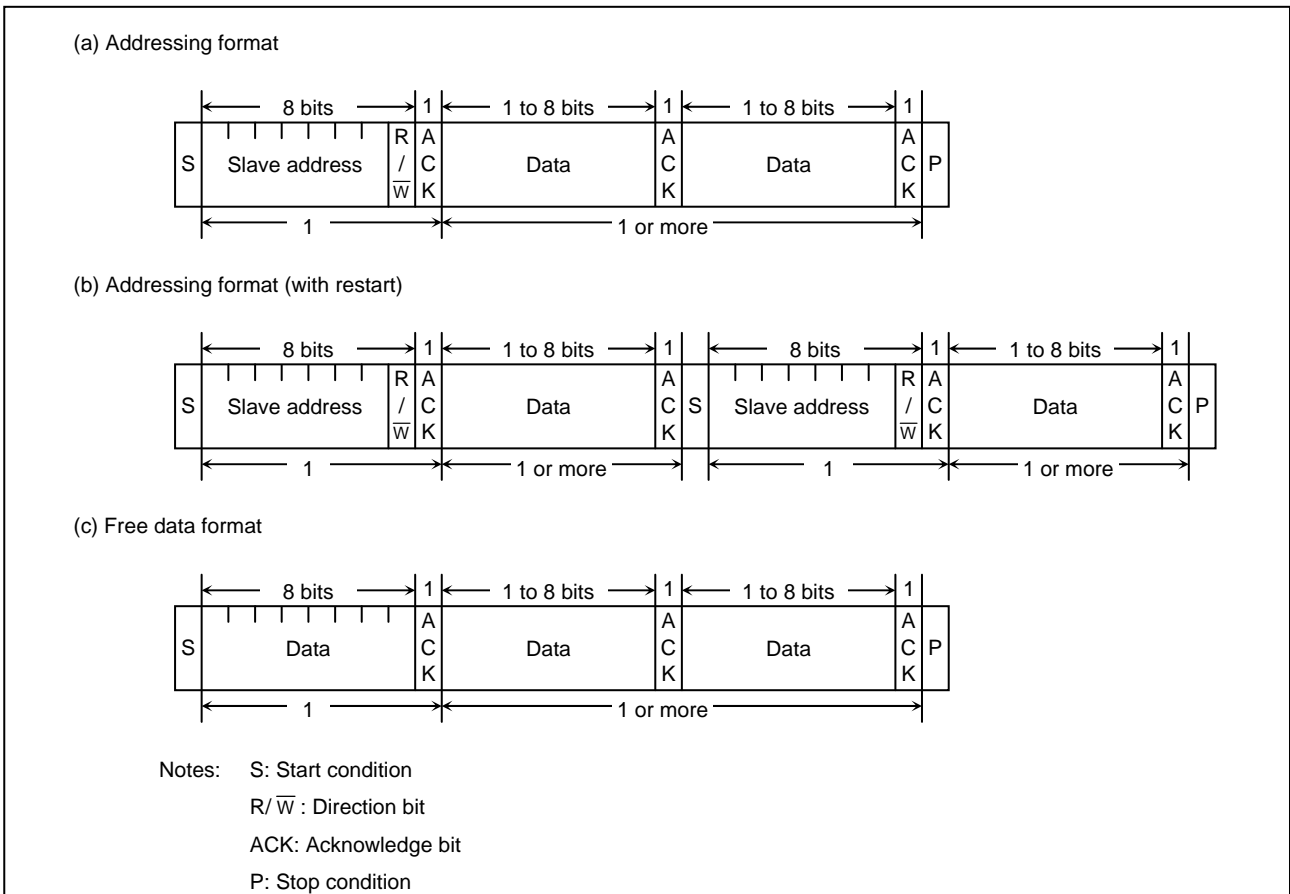 (a) Addressing format
8 bits 1 1 to 8 bits 1 1 to 8 bits 1
S Slave address R/W̅ ACK Data ACK Data ACK P
1 1 or more
(b) Addressing format (with restart)
8 bits 1 1 to 8 bits 1 8 bits 1 1 to 8 bits 1
S Slave address R/W̅ ACK Data ACK S Slave address R/W̅ ACK Data ACK P
1 1 or more 1 1 or more
(c) Free data format
8 bits 1 1 to 8 bits 1 1 to 8 bits 1
S Data ACK Data ACK Data ACK P
1 1 or more
Notes: S: Start condition
R/W̅ : Direction bit
ACK: Acknowledge bit
P: Stop condition